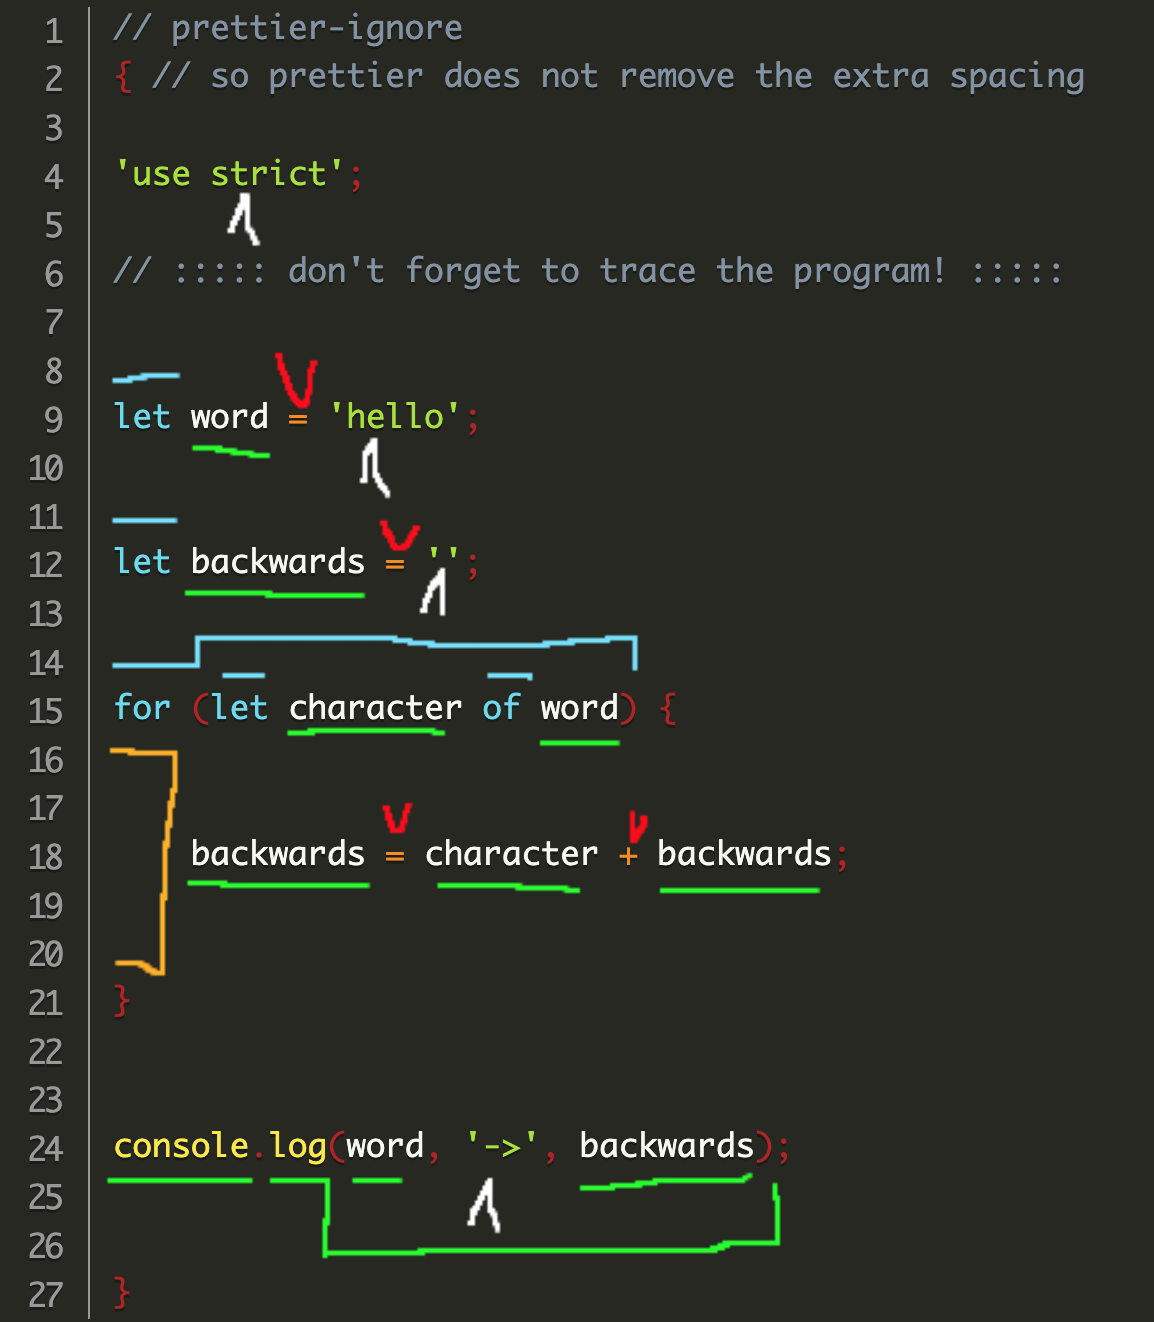 1 // prettier-ignore
2 { // so prettier does not remove the extra spacing
3
4 'use strict';
5
6 // ::::: don't forget to trace the program! :::::
7
8
9 let word = 'hello';
10
11
12 let backwards = '';
13
14
15 for (let character of word) {
16
17
18 backwards = character + backwards;
19
20
21 }
22
23
24 console.log(word, '->', backwards);
25
26
27 }